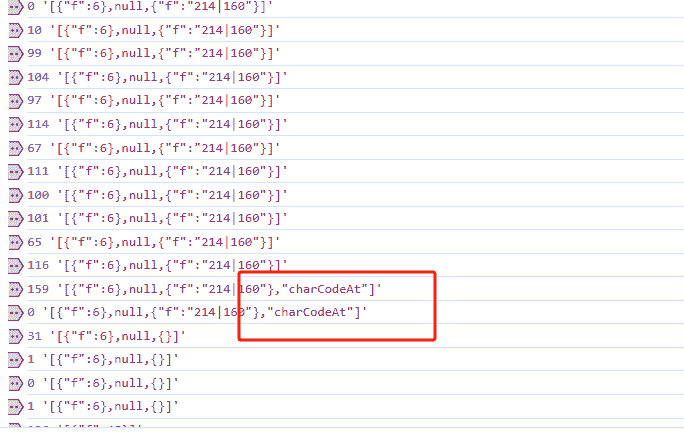 0 '[{"f":6},null,{"f":"214|160"}]'
10 '[{"f":6},null,{"f":"214|160"}]'
99 '[{"f":6},null,{"f":"214|160"}]'
104 '[{"f":6},null,{"f":"214|160"}]'
97 '[{"f":6},null,{"f":"214|160"}]'
114 '[{"f":6},null,{"f":"214|160"}]'
67 '[{"f":6},null,{"f":"214|160"}]'
111 '[{"f":6},null,{"f":"214|160"}]'
100 '[{"f":6},null,{"f":"214|160"}]'
101 '[{"f":6},null,{"f":"214|160"}]'
65 '[{"f":6},null,{"f":"214|160"}]'
116 '[{"f":6},null,{"f":"214|160"}]'
159 '[{"f":6},null,{"f":"214|160"},"charCodeAt"]'
0 '[{"f":6},null,{"f":"214|160"},"charCodeAt"]'
31 '[{"f":6},null,{}]'
1 '[{"f":6},null,{}]'
0 '[{"f":6},null,{}]'
1 '[{"f":6},null,{}]'